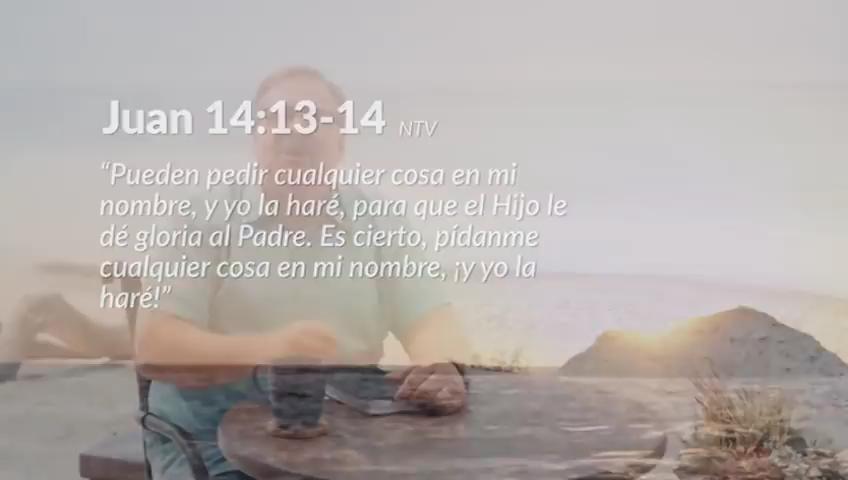 Juan 14:13-14 NTV
“Pueden pedir cualquier cosa en mi
nombre, y yo la haré, para que el Hijo le
dé gloria al Padre. Es cierto, pídanme
cualquier cosa en mi nombre, ¡y yo la
haré!”